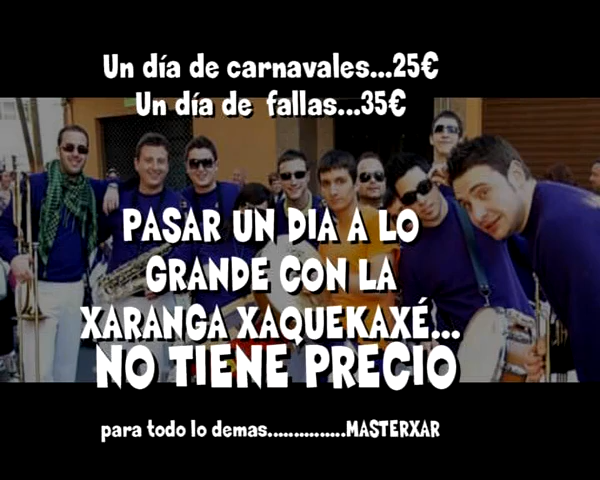 Un día de carnavales...25€
Un día de fallas...35€
PASAR UN DIA A LO
GRANDE CON LA
XARANGA XAQUEKAXÉ...
NO TIENE PRECIO
para todo lo demas...............MASTERXAR